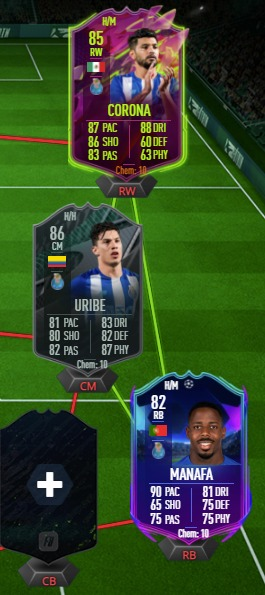 H/M
85
RW
CORONA
87 PAC 88 DRI
86 SHO 60 DEF
83 PAS 63 PHY
Chem: 10
RW
H/H
86
CM
URIBE
81 PAC 83 DRI
80 SHO 82 DEF
82 PAS 87 PHY
Chem: 10
CM
H/M
82
RB
MANAFA
90 PAC 81 DRI
65 SHO 75 DEF
75 PAS 75 PHY
Chem: 10
RB
CB